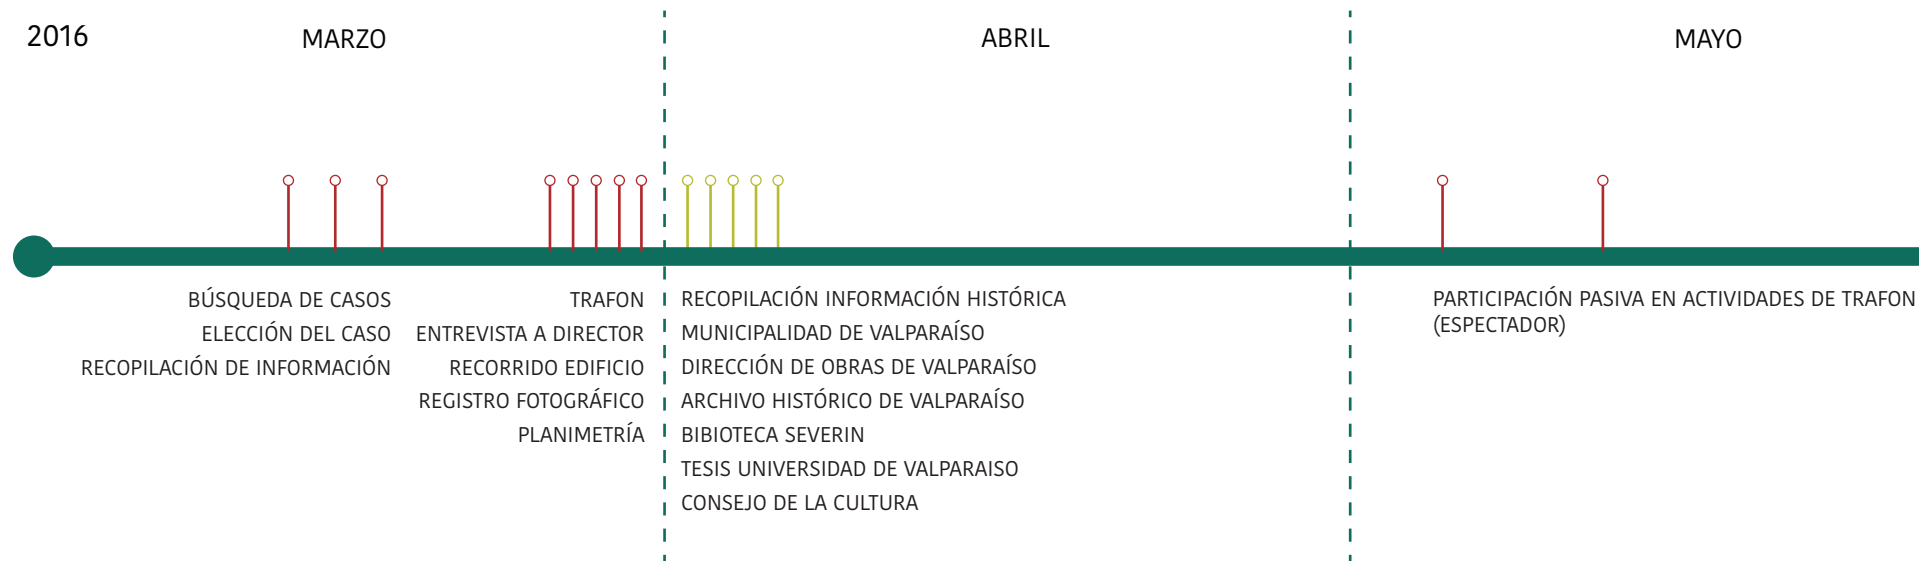 2016
MARZO
ABRIL
MAYO
BÚSQUEDA DE CASOS
ELECCIÓN DEL CASO
RECOPILACIÓN DE INFORMACIÓN
TRAFON
ENTREVISTA A DIRECTOR
RECORRIDO EDIFICIO
REGISTRO FOTOGRÁFICO
PLANIMETRÍA
RECOPILACIÓN INFORMACIÓN HISTÓRICA
MUNICIPALIDAD DE VALPARAÍSO
DIRECCIÓN DE OBRAS DE VALPARAÍSO
ARCHIVO HISTÓRICO DE VALPARAÍSO
BIBIOTECA SEVERIN
TESIS UNIVERSIDAD DE VALPARAISO
CONSEJO DE LA CULTURA
PARTICIPACIÓN PASIVA EN ACTIVIDADES DE TRAFON
(ESPECTADOR)